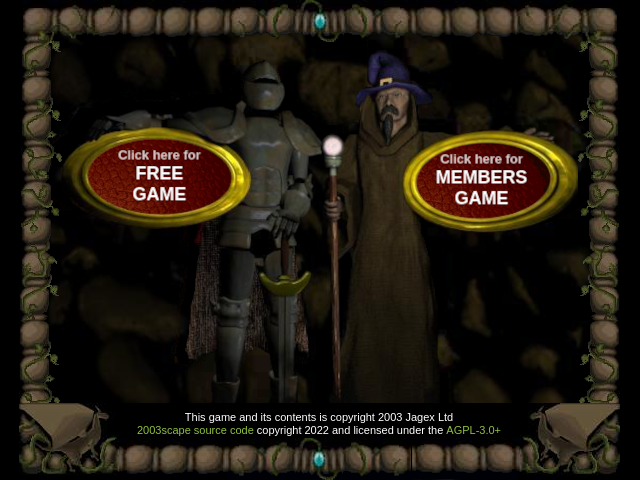 Click here for
FREE
GAME
Click here for
MEMBERS
GAME
This game and its contents is copyright 2003 Jagex Ltd
2003scape source code copyright 2022 and licensed under the AGPL-3.0+